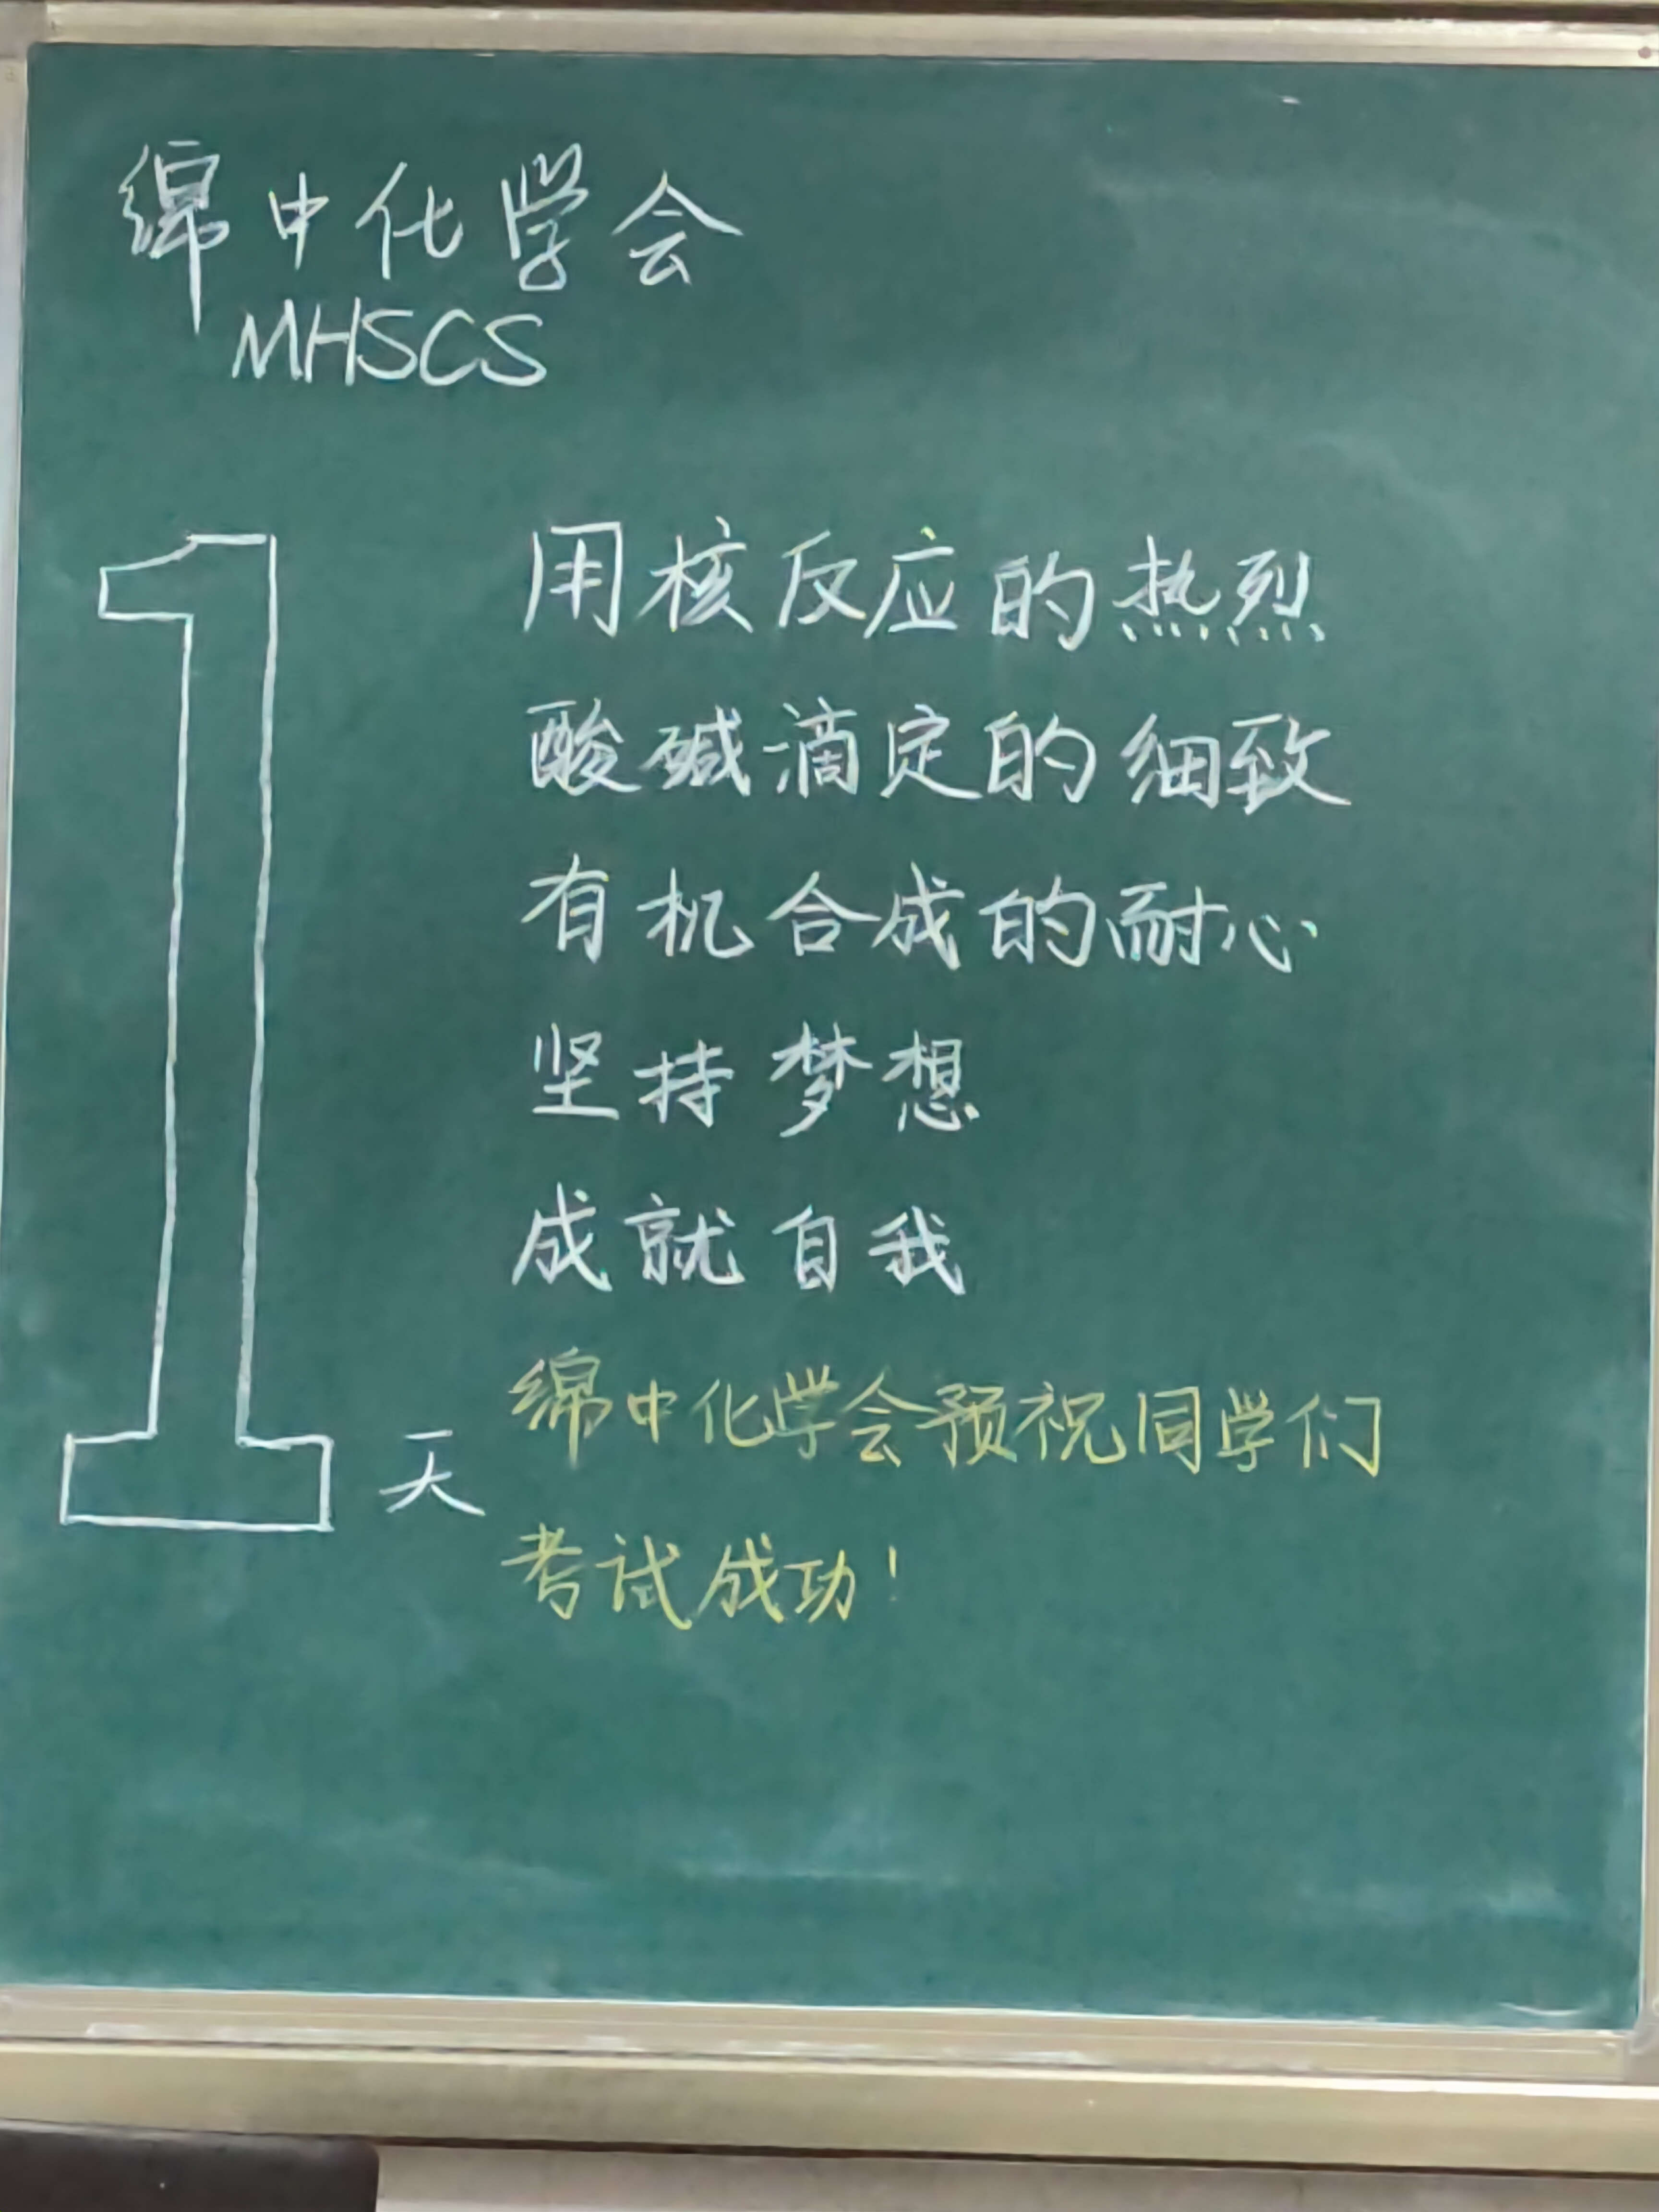 绵中化学会
MHSCS
1天
用核反应的热烈
酸碱滴定的细致
有机合成的耐心
坚持梦想
成就自我
绵中化学会预祝同学们
考试成功!